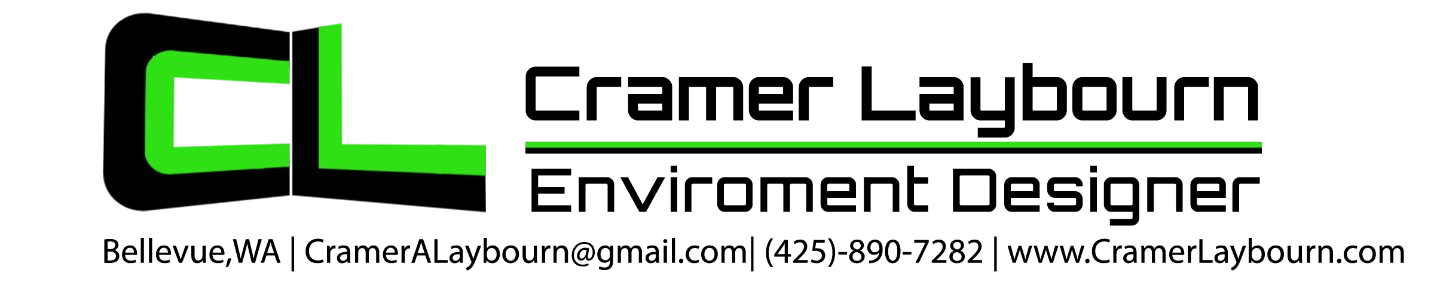 CL
Cramer Laybourn
Enviroment Designer
Bellevue,WA | CramerALaybourn@gmail.com| (425)-890-7282 | www.CramerLaybourn.com